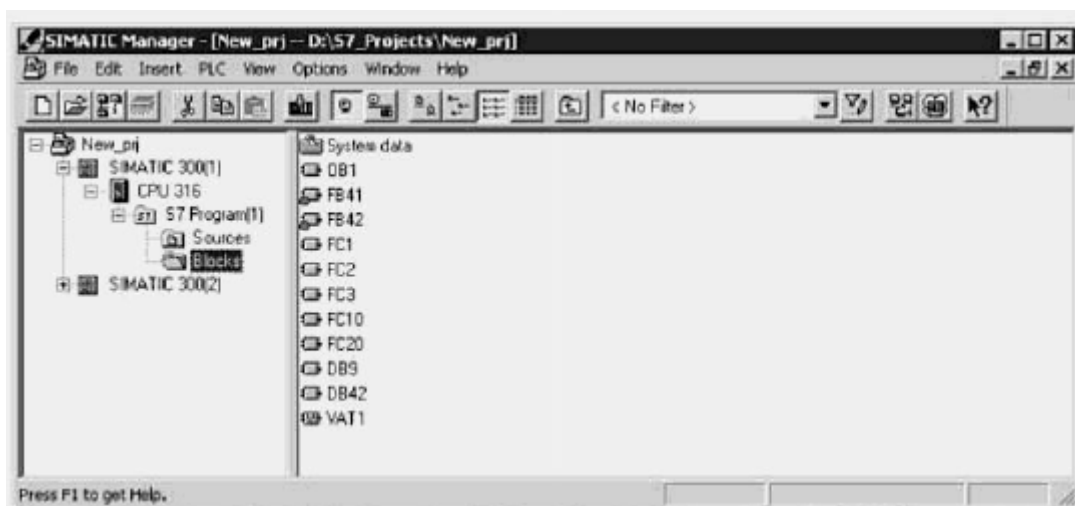 SIMATIC Manager - [New_prj -- D:\S7_Projects\New_prj]
File Edit Insert PLC View Options Window Help
< No Filter >
New_prj
SIMATIC 300(1)
CPU 316
S7 Program(1)
Sources
Blocks
SIMATIC 300(2)
System data
OB1
FB41
FB42
FC1
FC2
FC3
FC10
FC20
DB9
DB42
VAT1
Press F1 to get Help.